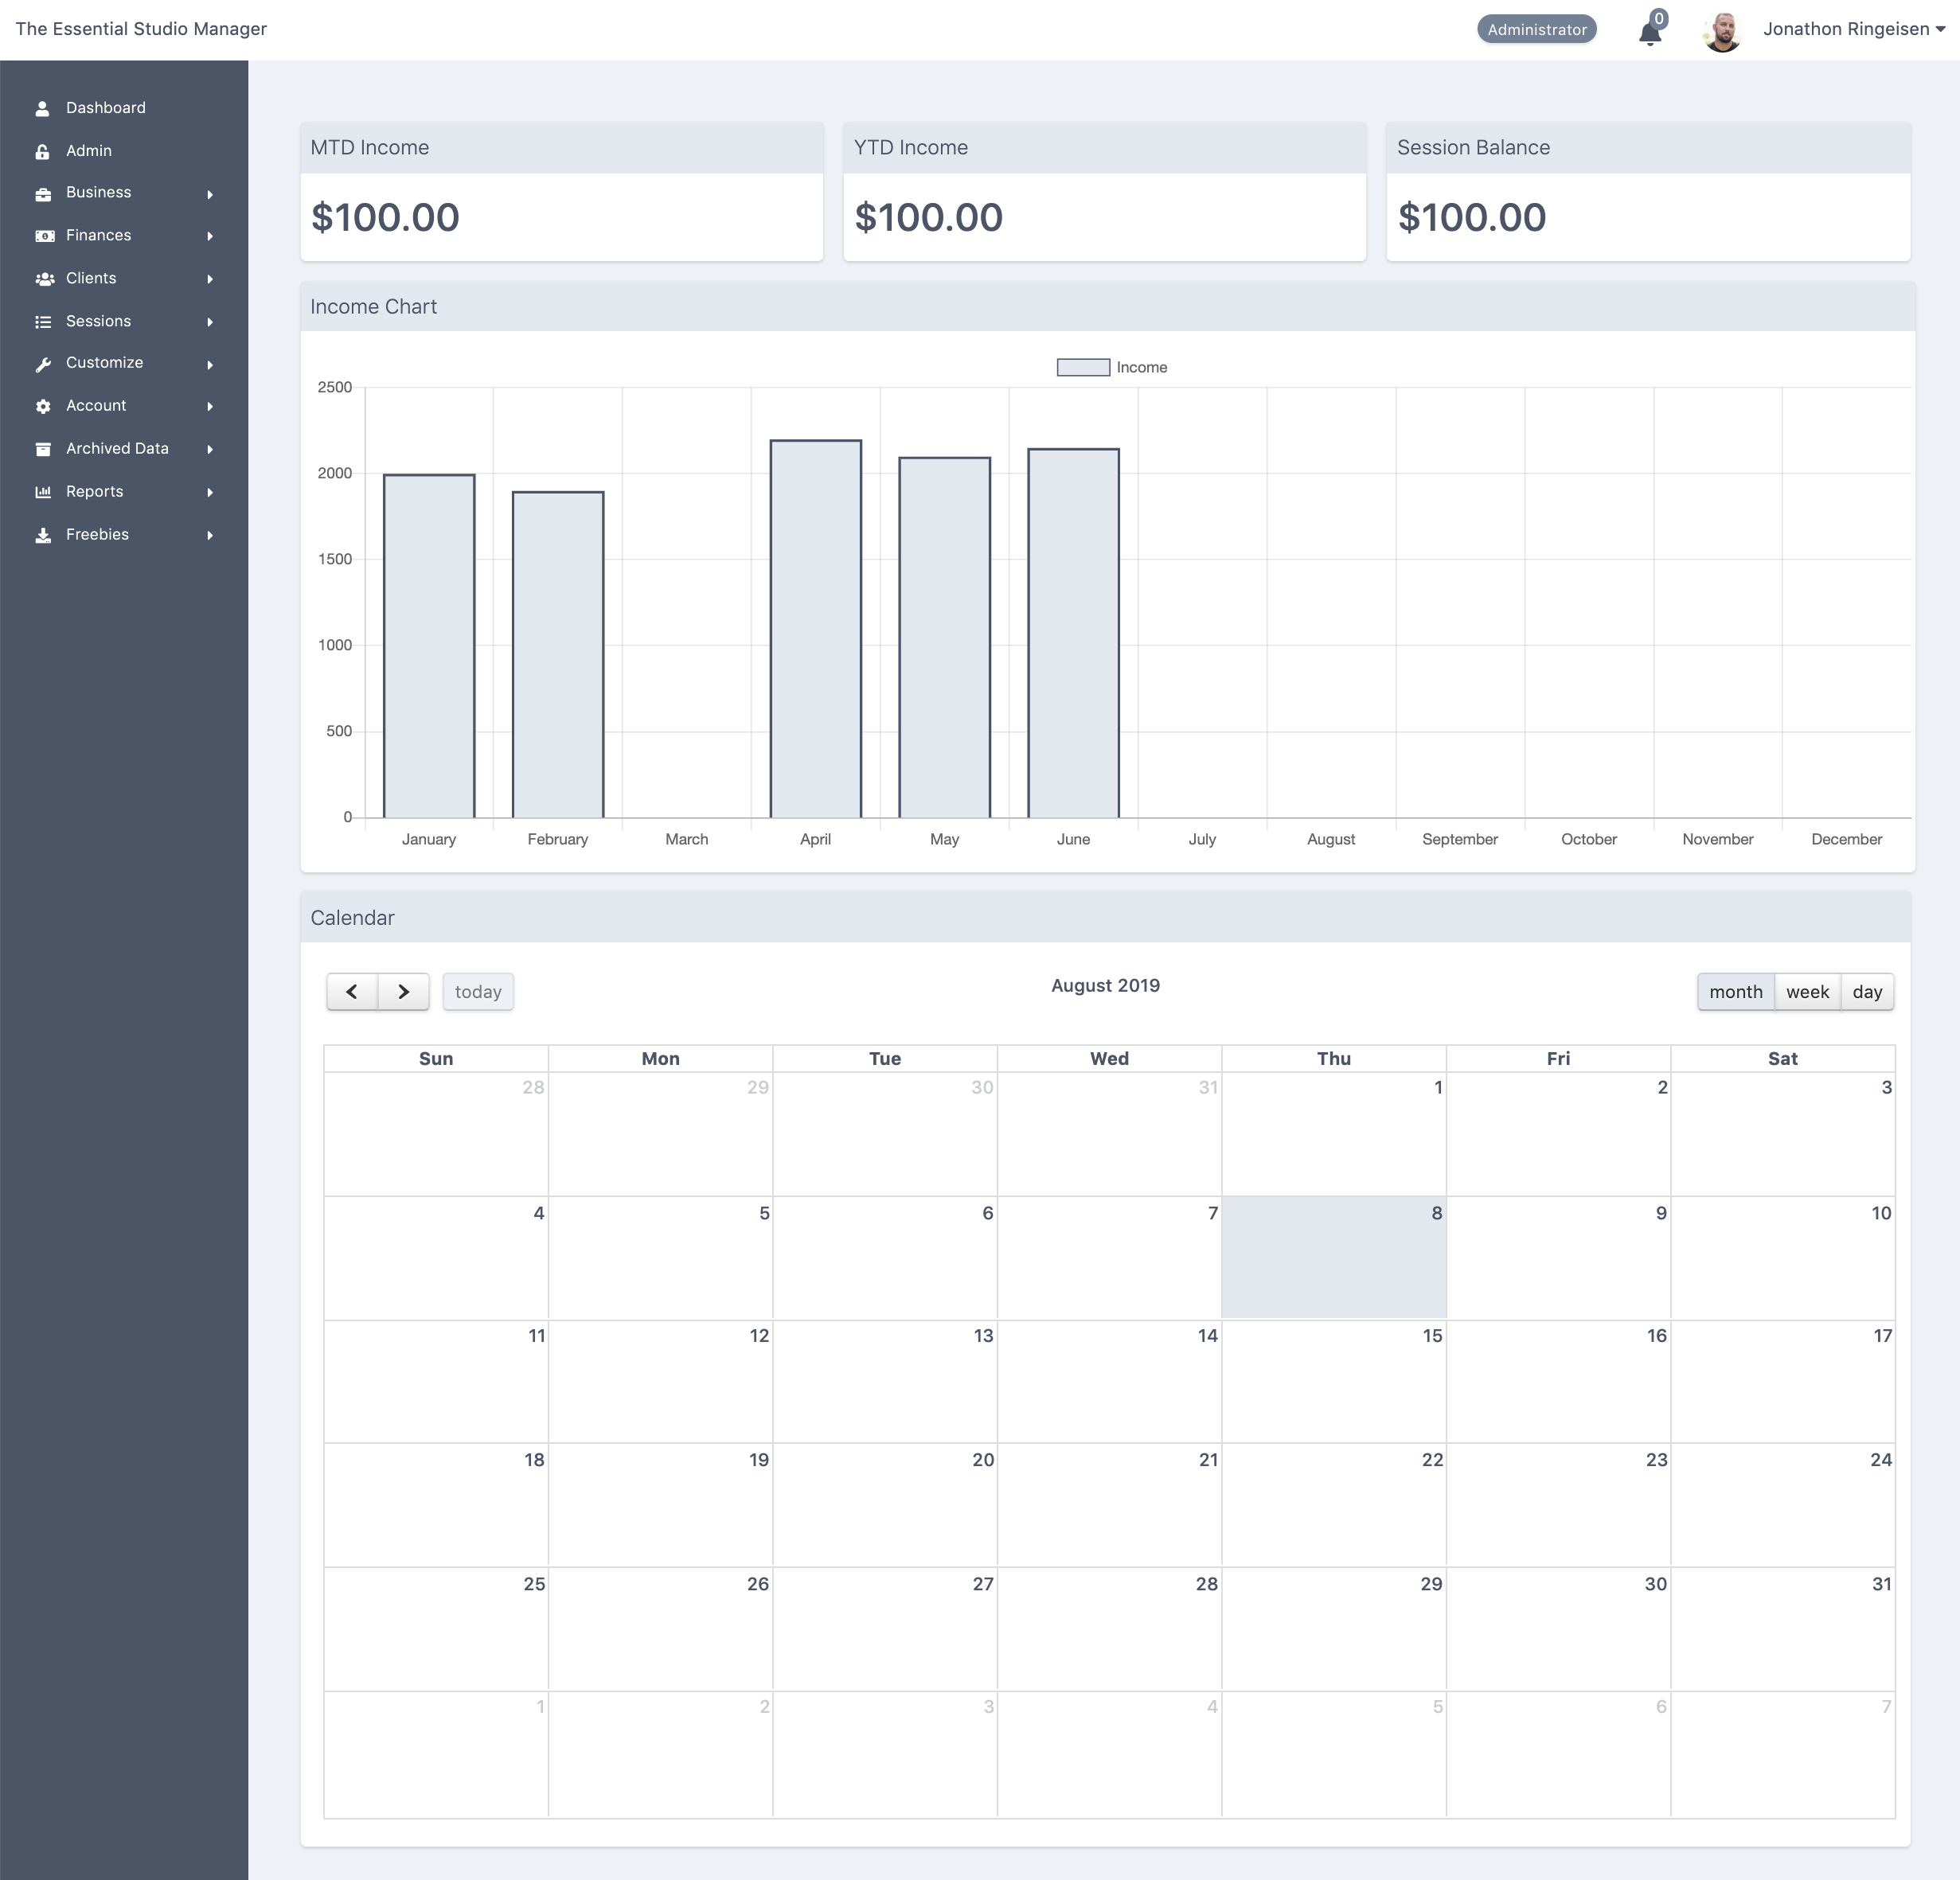 The Essential Studio Manager
Administrator
0
Jonathon Ringeisen
Dashboard
Admin
Business
Finances
Clients
Sessions
Customize
Account
Archived Data
Reports
Freebies
MTD Income
$100.00
YTD Income
$100.00
Session Balance
$100.00
Income Chart
Income
2500
2000
1500
1000
500
0
January February March April May June July August September October November December
Calendar
today
August 2019
month week day
Sun Mon Tue Wed Thu Fri Sat
28 29 30 31 1 2 3
4 5 6 7 8 9 10
11 12 13 14 15 16 17
18 19 20 21 22 23 24
25 26 27 28 29 30 31
1 2 3 4 5 6 7